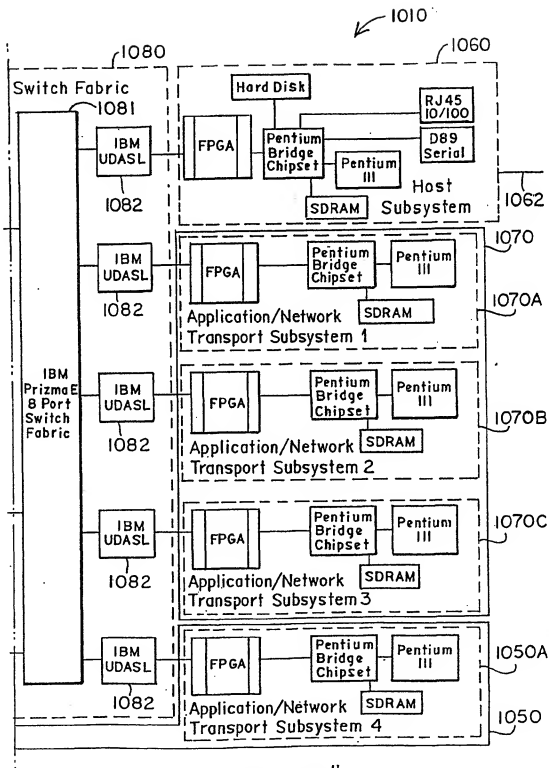 1010
1080
1060
Switch Fabric
1081
IBM
UDASL
1082
Hard Disk
FPGA
Pentium
Bridge
Chipset
RJ45
10/100
D89
Serial
Pentium
III
SDRAM
Host
Subsystem
1062
IBM
UDASL
1082
FPGA
Pentium
Bridge
Chipset
Pentium
III
SDRAM
Application/Network
Transport Subsystem 1
1070
1070A
IBM
PrizmaE
8 Port
Switch
Fabric
IBM
UDASL
1082
FPGA
Pentium
Bridge
Chipset
Pentium
III
SDRAM
Application/Network
Transport Subsystem 2
1070B
IBM
UDASL
1082
FPGA
Pentium
Bridge
Chipset
Pentium
III
SDRAM
Application/Network
Transport Subsystem 3
1070C
IBM
UDASL
1082
FPGA
Pentium
Bridge
Chipset
Pentium
III
SDRAM
Application/Network
Transport Subsystem 4
1050A
1050